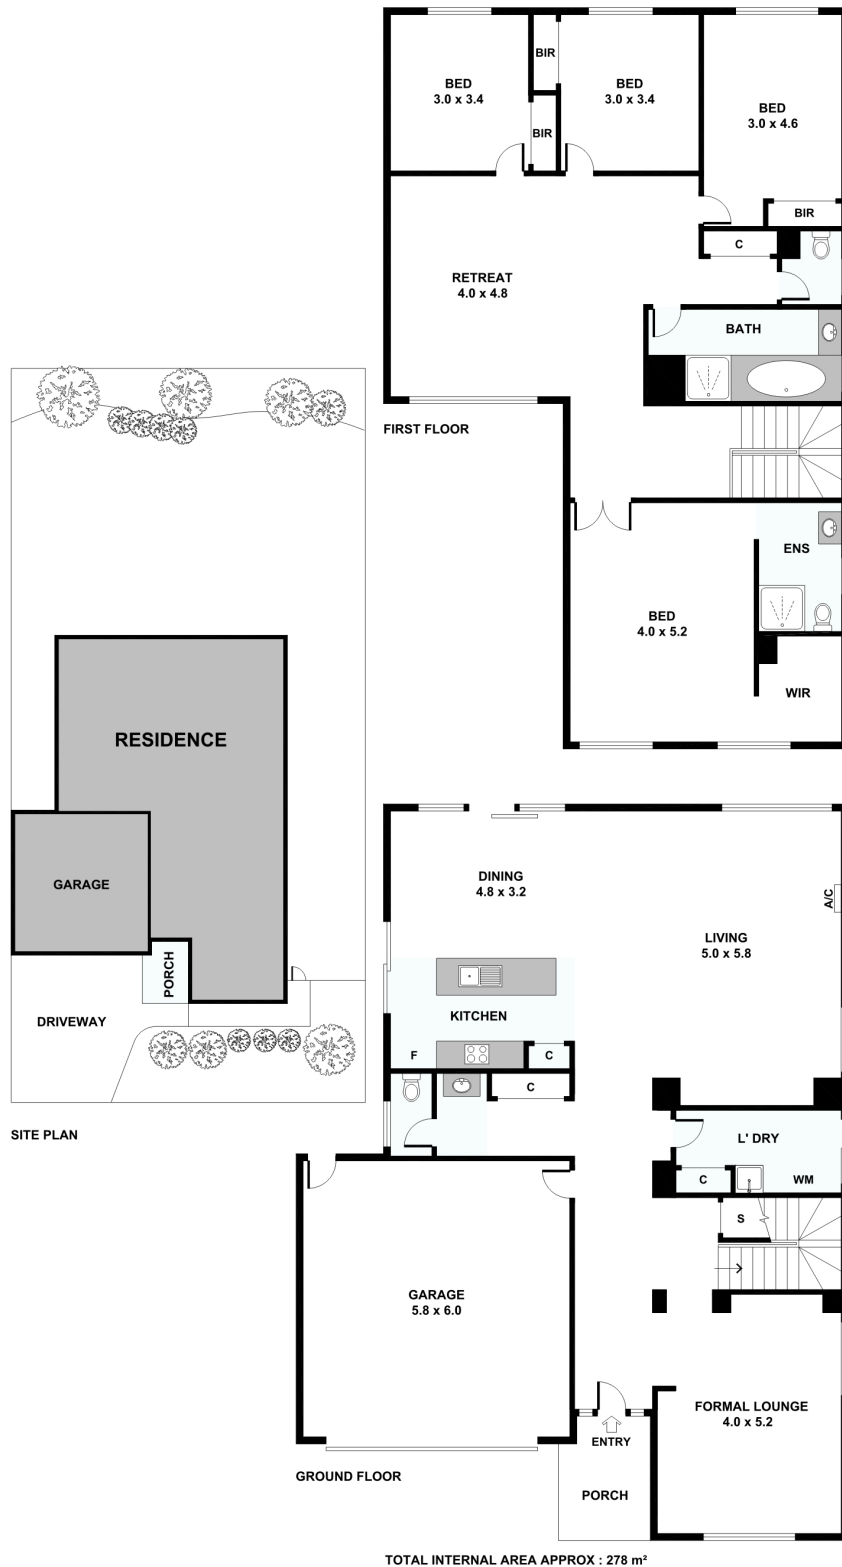 BED
3.0 x 3.4
BIR
BIR
BED
3.0 x 3.4
BED
3.0 x 4.6
BIR
C
RETREAT
4.0 x 4.8
BATH
FIRST FLOOR
ENS
BED
4.0 x 5.2
WIR
RESIDENCE
GARAGE
PORCH
DRIVEWAY
SITE PLAN
DINING
4.8 x 3.2
A/C
LIVING
5.0 x 5.8
KITCHEN
F
C
C
L' DRY
C
WM
S
GARAGE
5.8 x 6.0
FORMAL LOUNGE
4.0 x 5.2
ENTRY
PORCH
GROUND FLOOR
TOTAL INTERNAL AREA APPROX : 278 m²